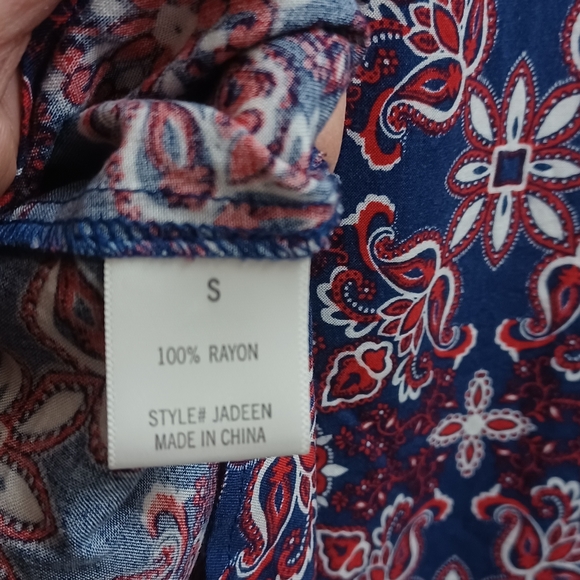 S
100% RAYON
STYLE# JADEEN
MADE IN CHINA